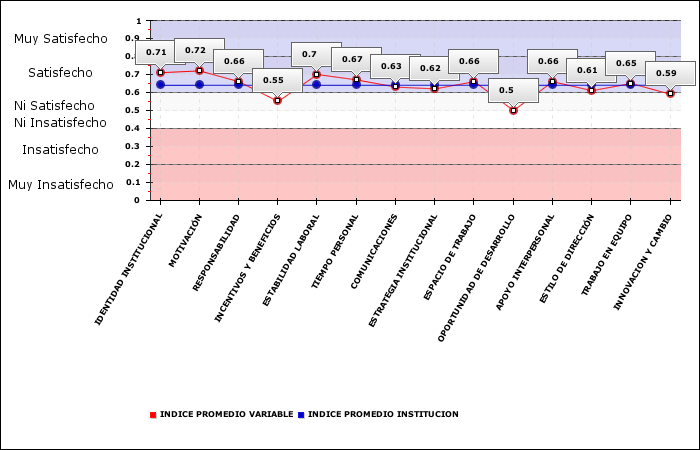 Muy Satisfecho
Satisfecho
Ni Satisfecho
Ni Insatisfecho
Insatisfecho
Muy Insatisfecho
1
0.9
0.8
0.7
0.6
0.5
0.4
0.3
0.2
0.1
0
0.71
0.72
0.66
0.55
0.7
0.67
0.63
0.62
0.66
0.5
0.66
0.61
0.65
0.59
IDENTIDAD INSTITUCIONAL
MOTIVACIÓN
RESPONSABILIDAD
INCENTIVOS Y BENEFICIOS
ESTABILIDAD LABORAL
TIEMPO PERSONAL
COMUNICACIONES
ESTRATEGIA INSTITUCIONAL
ESPACIO DE TRABAJO
OPORTUNIDAD DE DESARROLLO
APOYO INTERPERSONAL
ESTILO DE DIRECCIÓN
TRABAJO EN EQUIPO
INNOVACION Y CAMBIO
INDICE PROMEDIO VARIABLE
INDICE PROMEDIO INSTITUCION